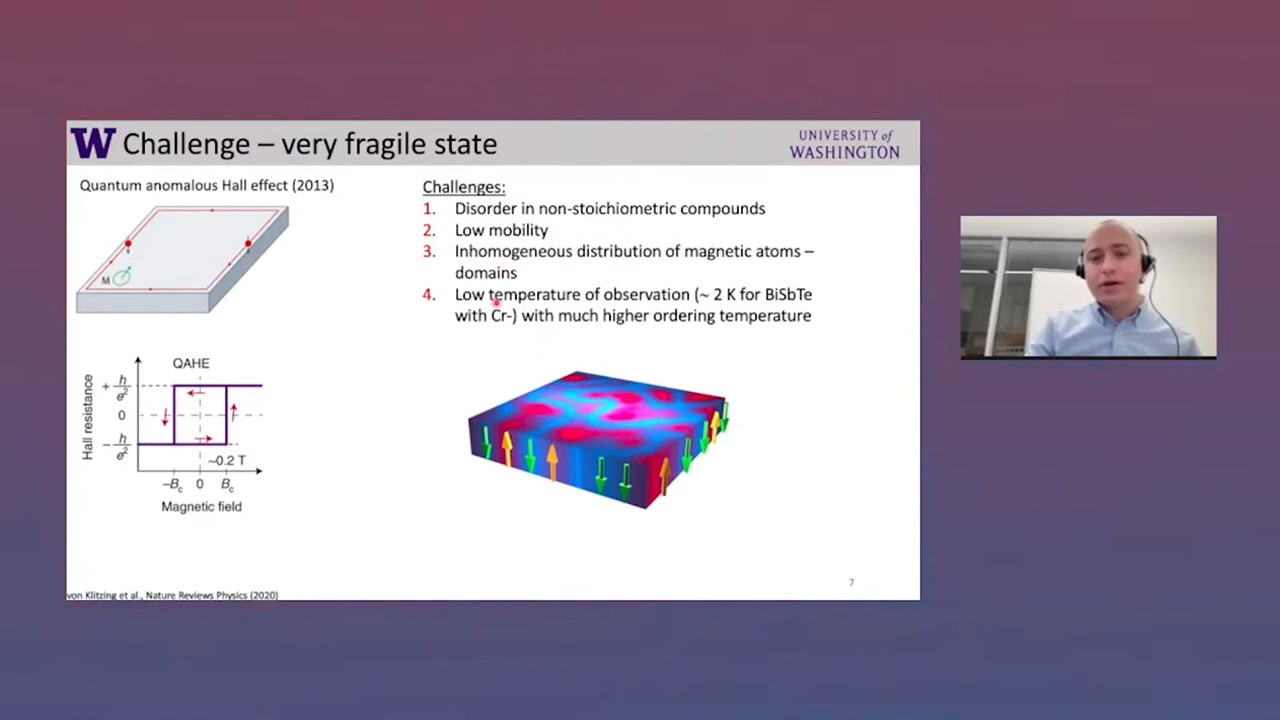 W Challenge – very fragile state
UNIVERSITY of
WASHINGTON
Quantum anomalous Hall effect (2013)
M
Challenges:
1. Disorder in non-stoichiometric compounds
2. Low mobility
3. Inhomogeneous distribution of magnetic atoms –
domains
4. Low temperature of observation (~ 2 K for BiSbTe
with Cr-) with much higher ordering temperature
QAHE
Hall resistance
+ h/e²
0
– h/e²
~0.2 T
–Bc 0 Bc
Magnetic field
7
von Klitzing et al., Nature Reviews Physics (2020)